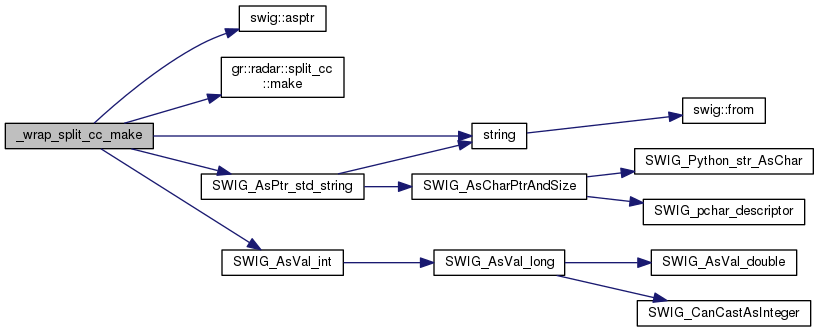 swig::asptr
gr::radar::split_cc
::make
_wrap_split_cc_make
string
swig::from
SWIG_AsPtr_std_string
SWIG_AsCharPtrAndSize
SWIG_Python_str_AsChar
SWIG_pchar_descriptor
SWIG_AsVal_int
SWIG_AsVal_long
SWIG_AsVal_double
SWIG_CanCastAsInteger